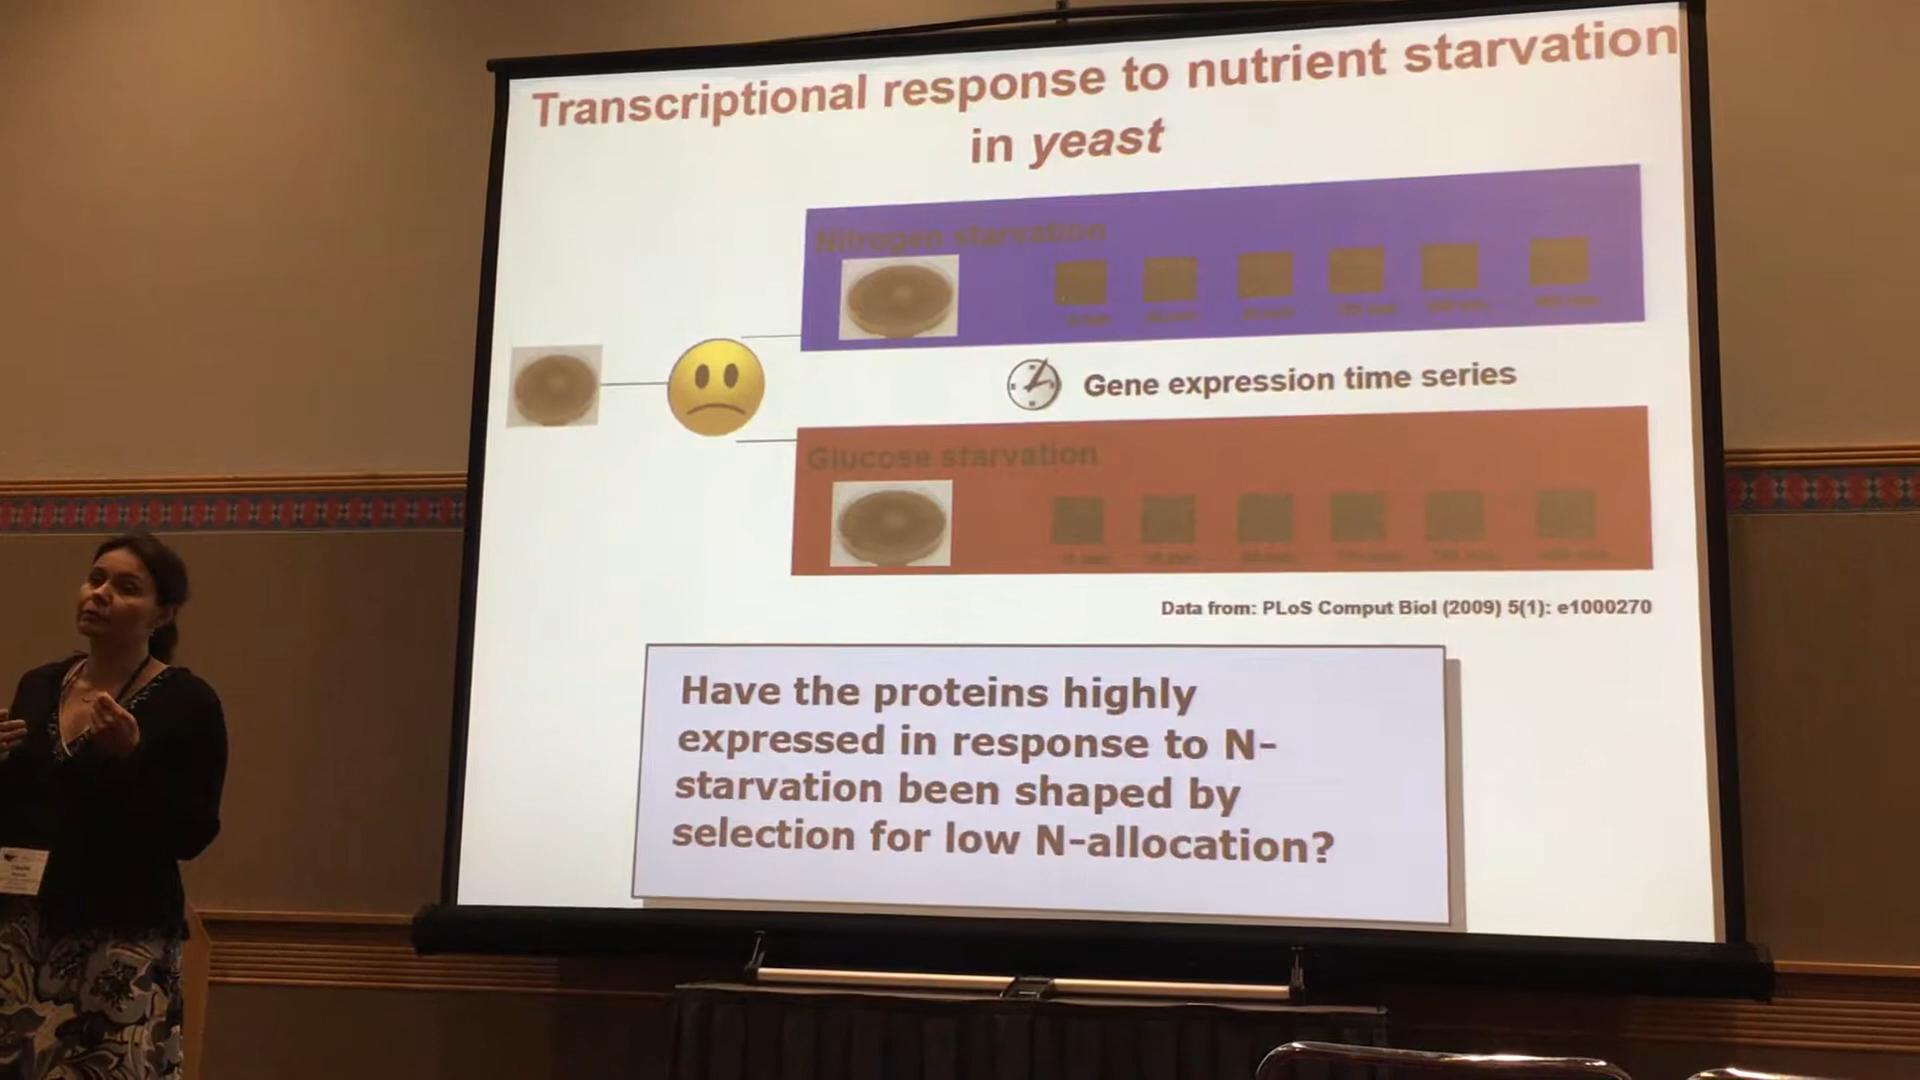 Transcriptional response to nutrient starvation
in yeast
Nitrogen starvation
Gene expression time series
Glucose starvation
Data from: PLoS Comput Biol (2009) 5(1): e1000270
Have the proteins highly
expressed in response to N-
starvation been shaped by
selection for low N-allocation?